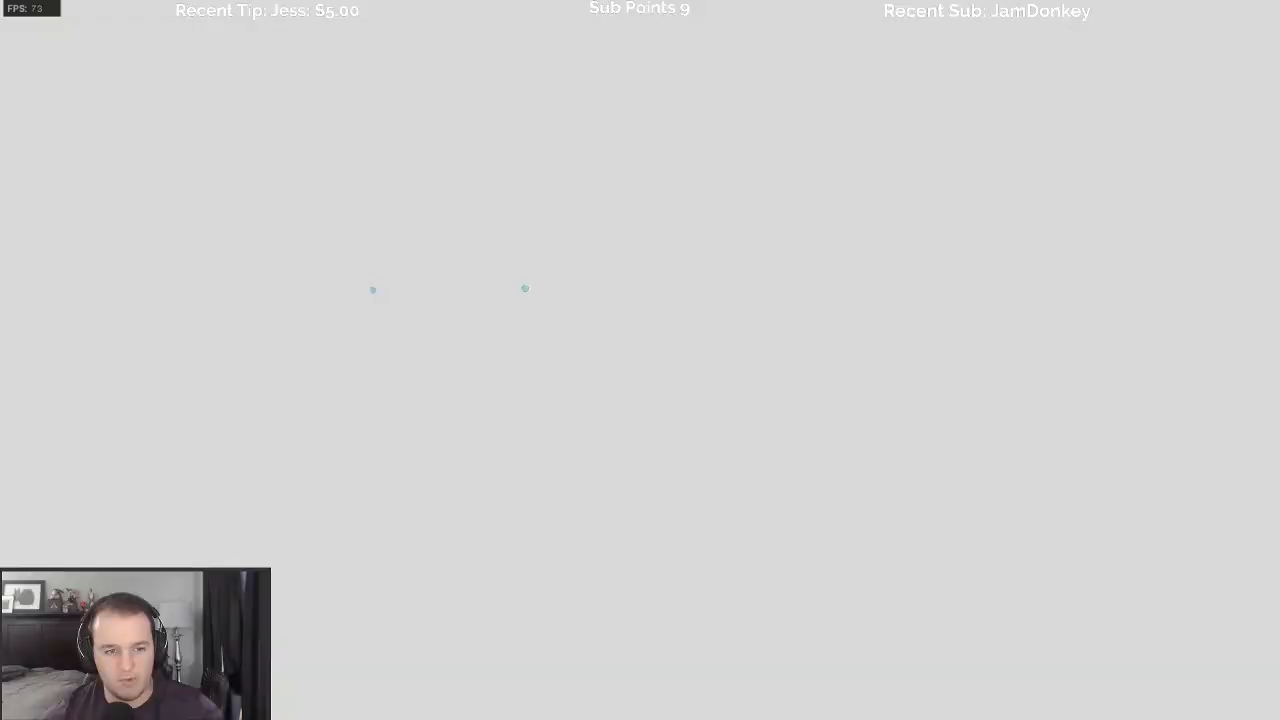 FPS: 73
Recent Tip: Jess: $5.00
Sub Points 9
Recent Sub: JamDonkey